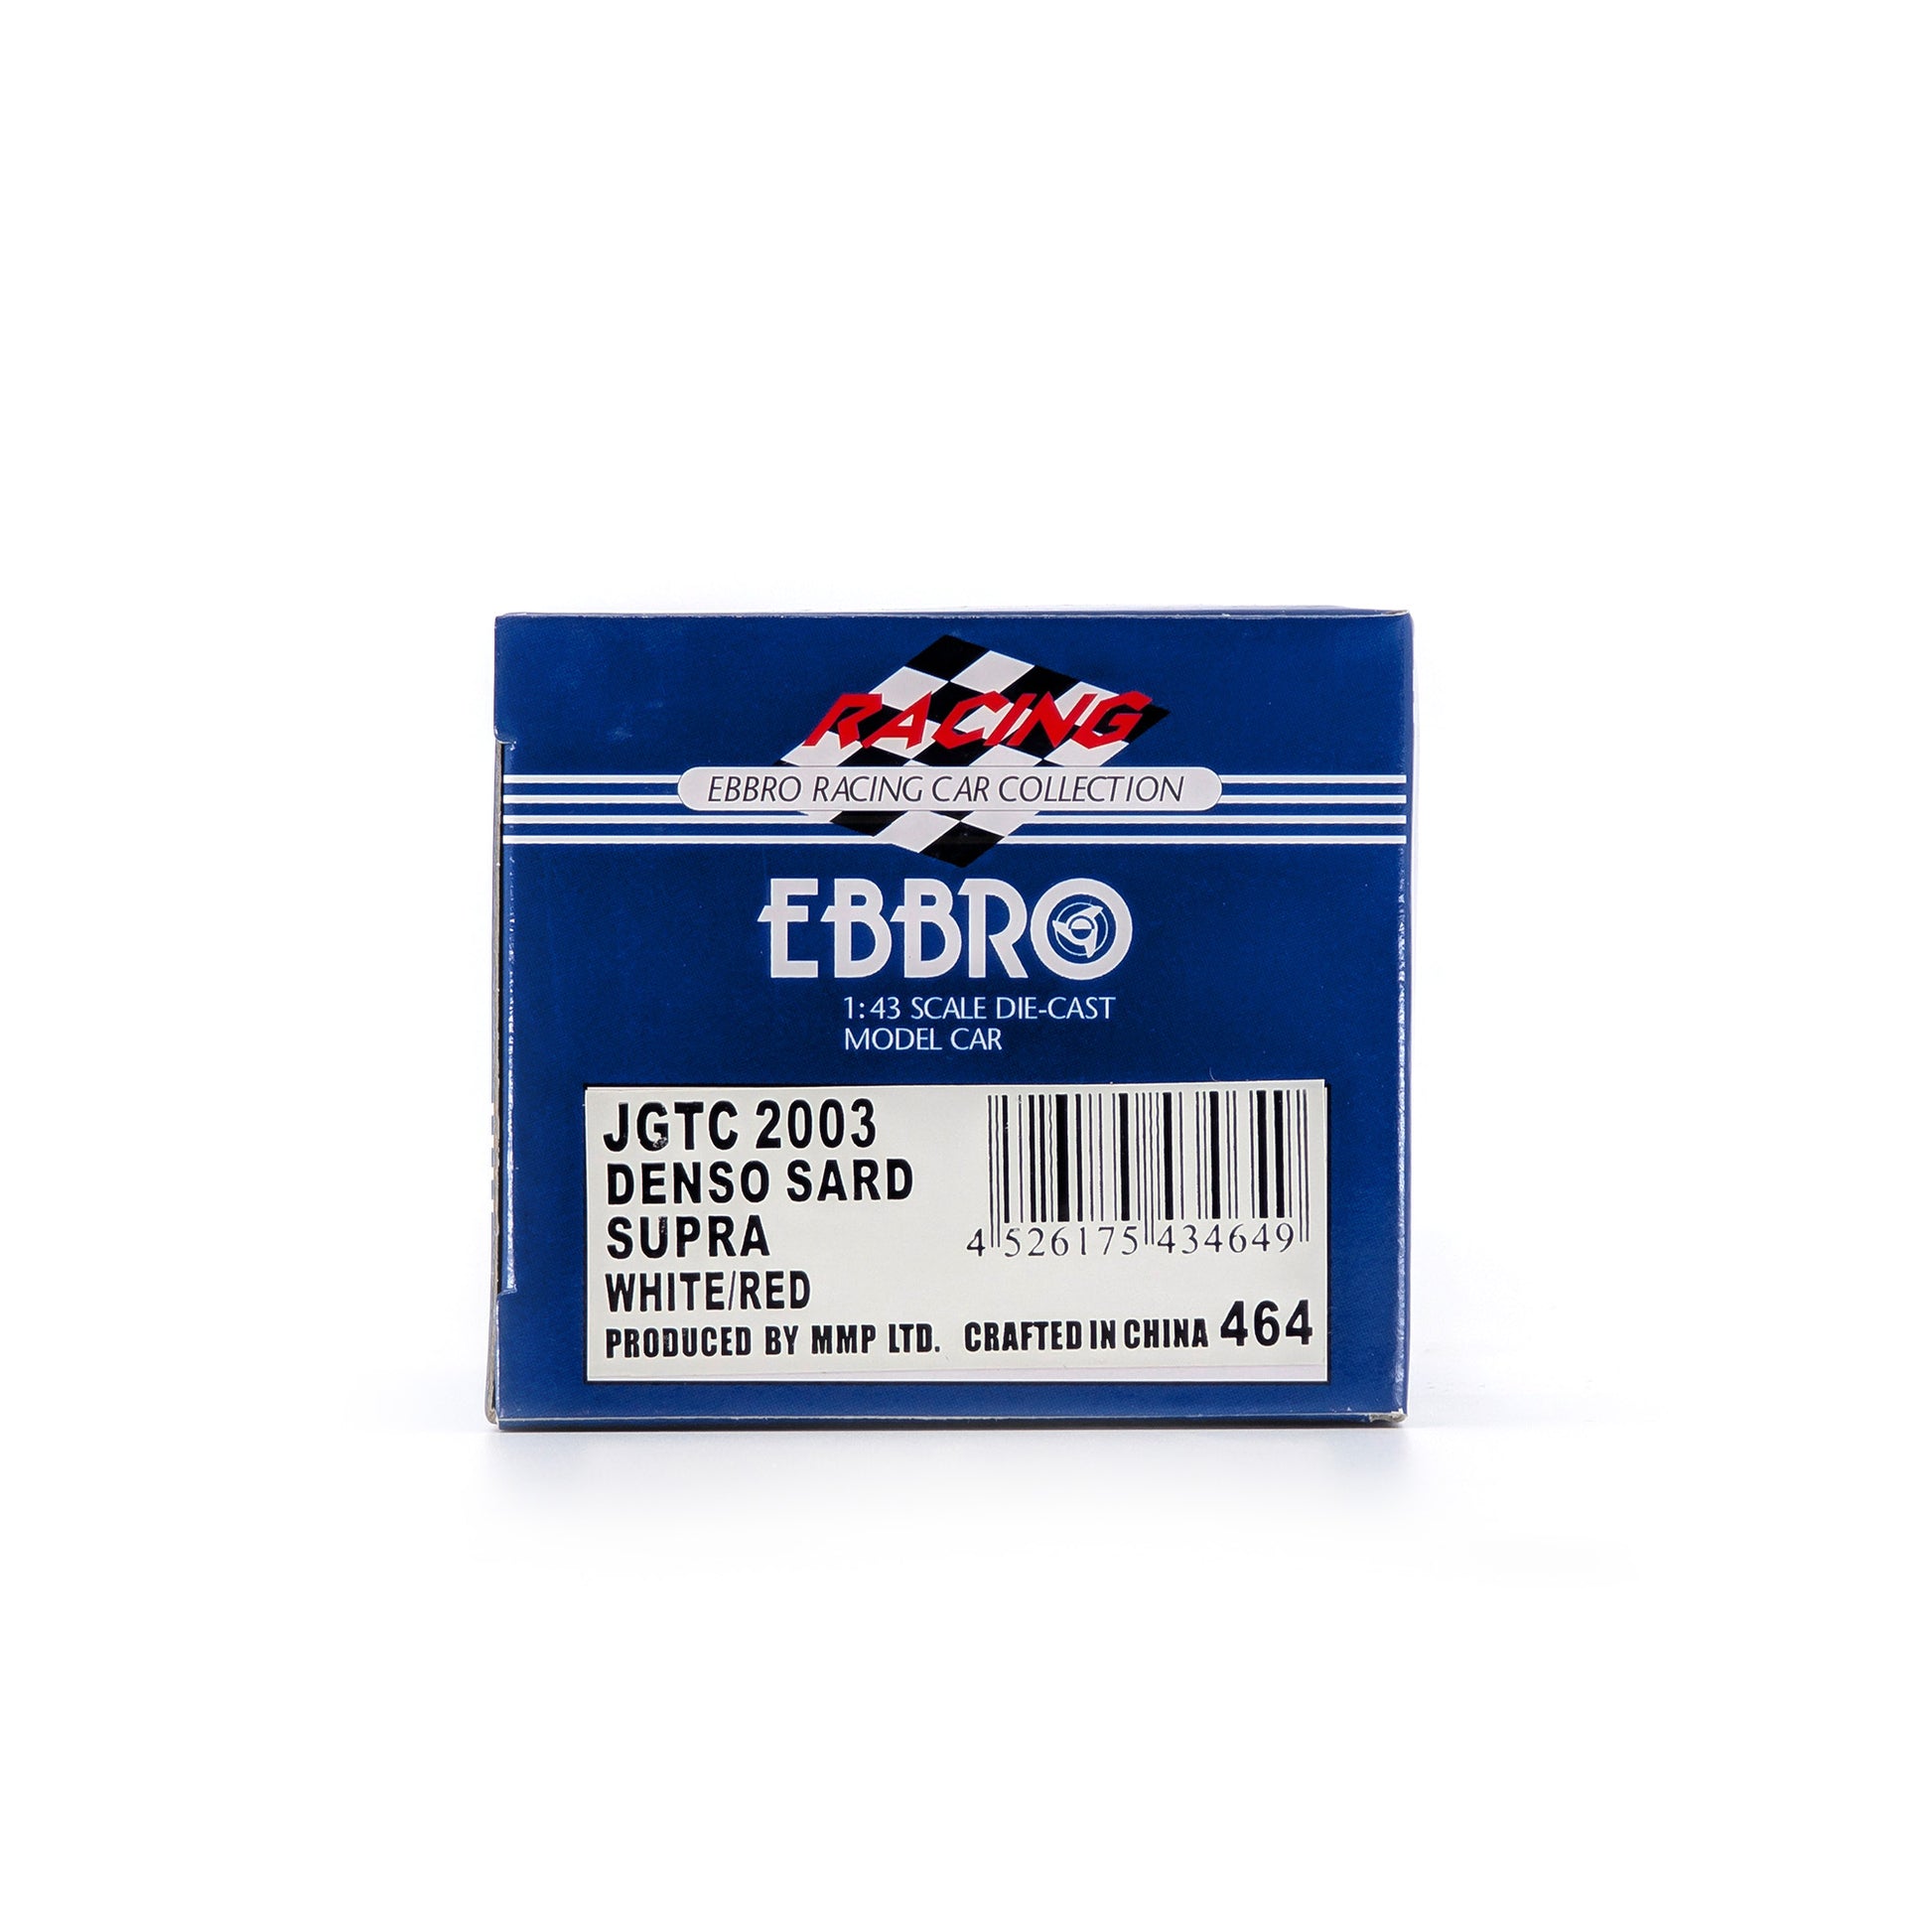 RACING
EBBRO RACING CAR COLLECTION
EBBRO
1:43 SCALE DIE-CAST
MODEL CAR
JGTC 2003
DENSO SARD
SUPRA
WHITE/RED
4 526175 434649
PRODUCED BY MMP LTD. CRAFTED IN CHINA 464